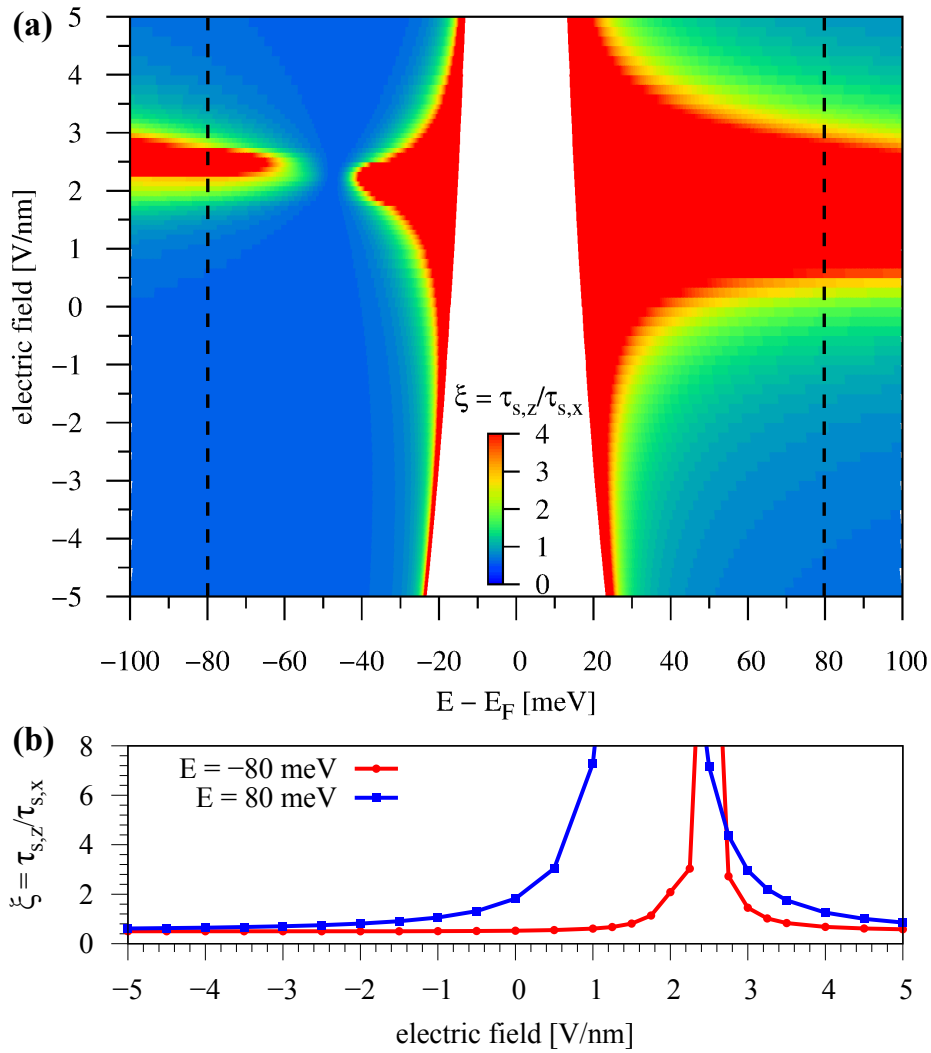 (a)
5
4
3
2
1
0
−1
−2
−3
−4
−5
electric field [V/nm]
ξ = τs,z/τs,x
4
3
2
1
0
−100 −80 −60 −40 −20 0 20 40 60 80 100
E − EF [meV]
(b)
8
6
4
2
0
ξ = τs,z/τs,x
E = −80 meV
E = 80 meV
−5 −4 −3 −2 −1 0 1 2 3 4 5
electric field [V/nm]